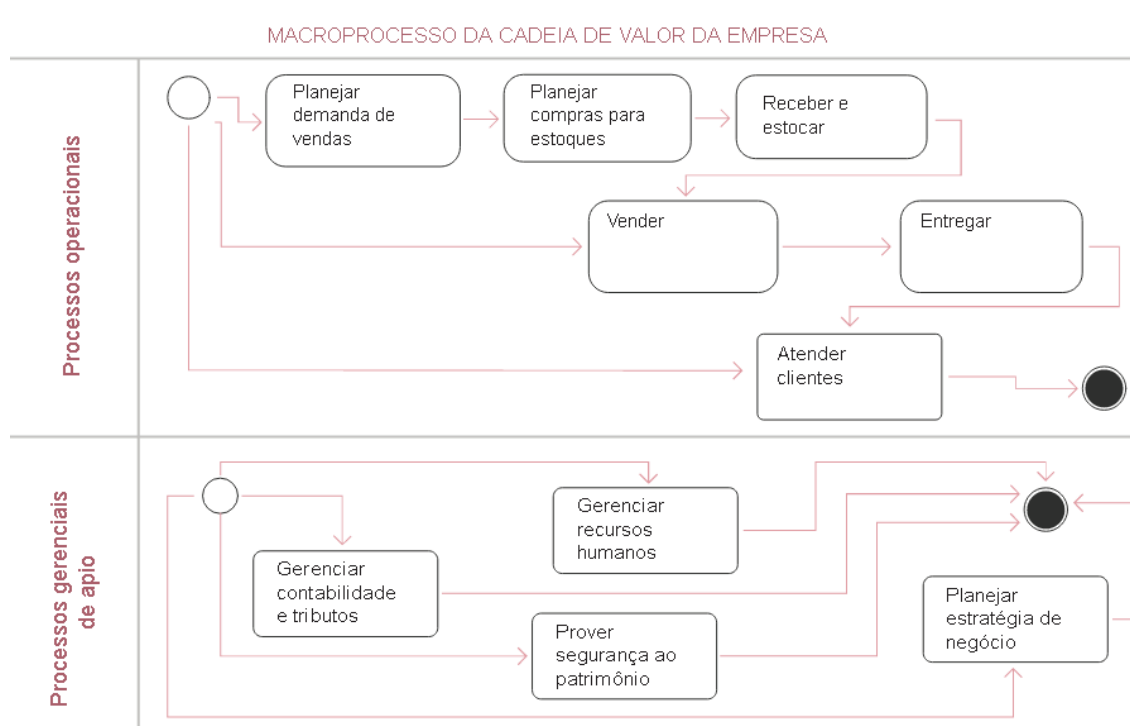 MACROPROCESSO DA CADEIA DE VALOR DA EMPRESA
Processos operacionais
Planejar
demanda de
vendas
Planejar
compras para
estoques
Receber e
estocar
Vender
Entregar
Atender
clientes
Processos gerenciais
de apio
Gerenciar
recursos
humanos
Gerenciar
contabilidade
e tributos
Prover
segurança ao
patrimônio
Planejar
estratégia de
negócio